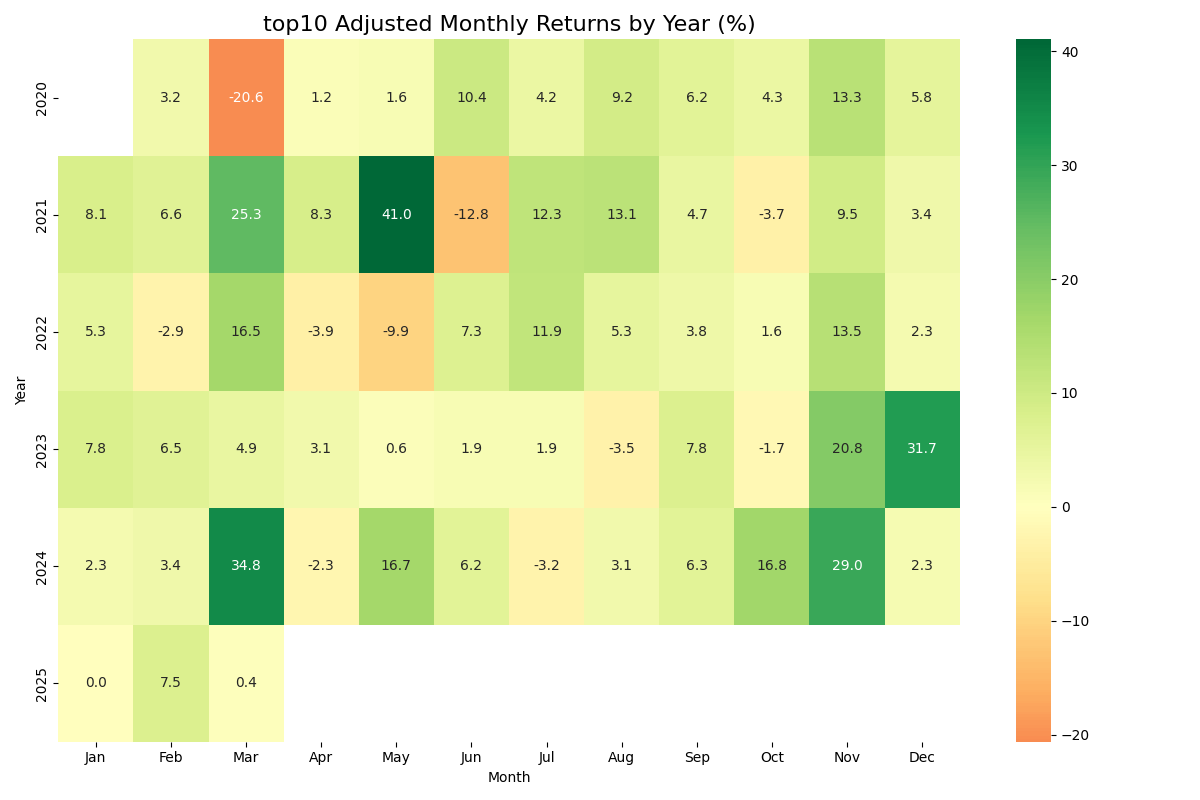 top10 Adjusted Monthly Returns by Year (%)
2020 3.2 -20.6 1.2 1.6 10.4 4.2 9.2 6.2 4.3 13.3 5.8
2021 8.1 6.6 25.3 8.3 41.0 -12.8 12.3 13.1 4.7 -3.7 9.5 3.4
2022 5.3 -2.9 16.5 -3.9 -9.9 7.3 11.9 5.3 3.8 1.6 13.5 2.3
Year
2023 7.8 6.5 4.9 3.1 0.6 1.9 1.9 -3.5 7.8 -1.7 20.8 31.7
2024 2.3 3.4 34.8 -2.3 16.7 6.2 -3.2 3.1 6.3 16.8 29.0 2.3
2025 0.0 7.5 0.4
Jan Feb Mar Apr May Jun Jul Aug Sep Oct Nov Dec
Month
40
30
20
10
0
−10
−20